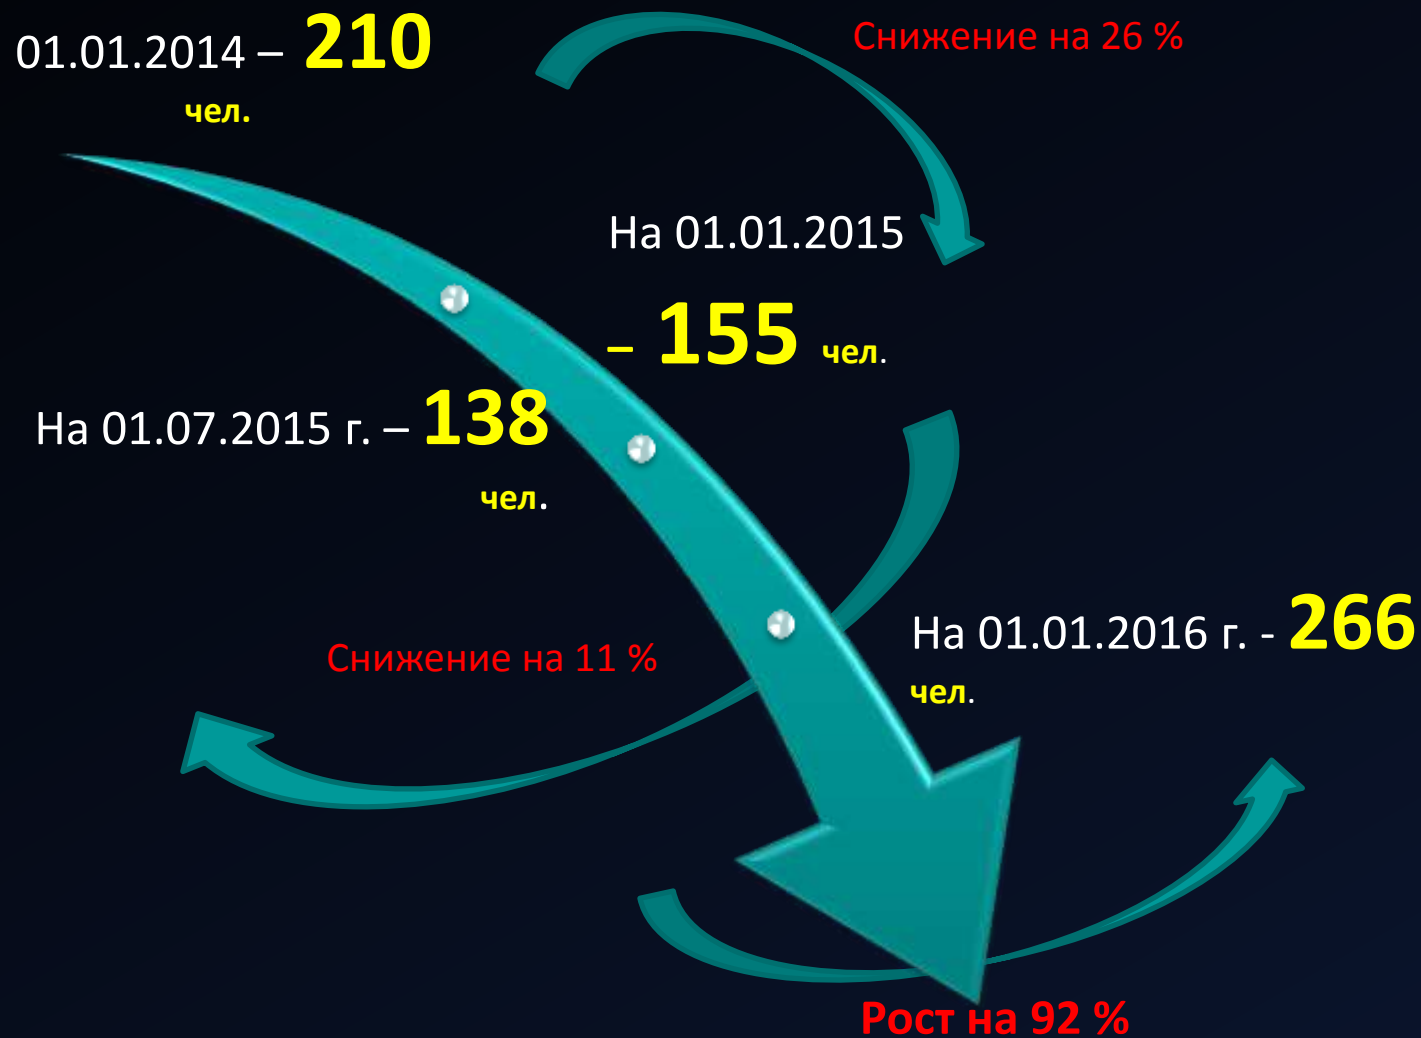 01.01.2014 – 210
чел.
Снижение на 26 %
На 01.01.2015
– 155 чел.
На 01.07.2015 г. – 138
чел.
На 01.01.2016 г. - 266
чел.
Снижение на 11 %
Рост на 92 %